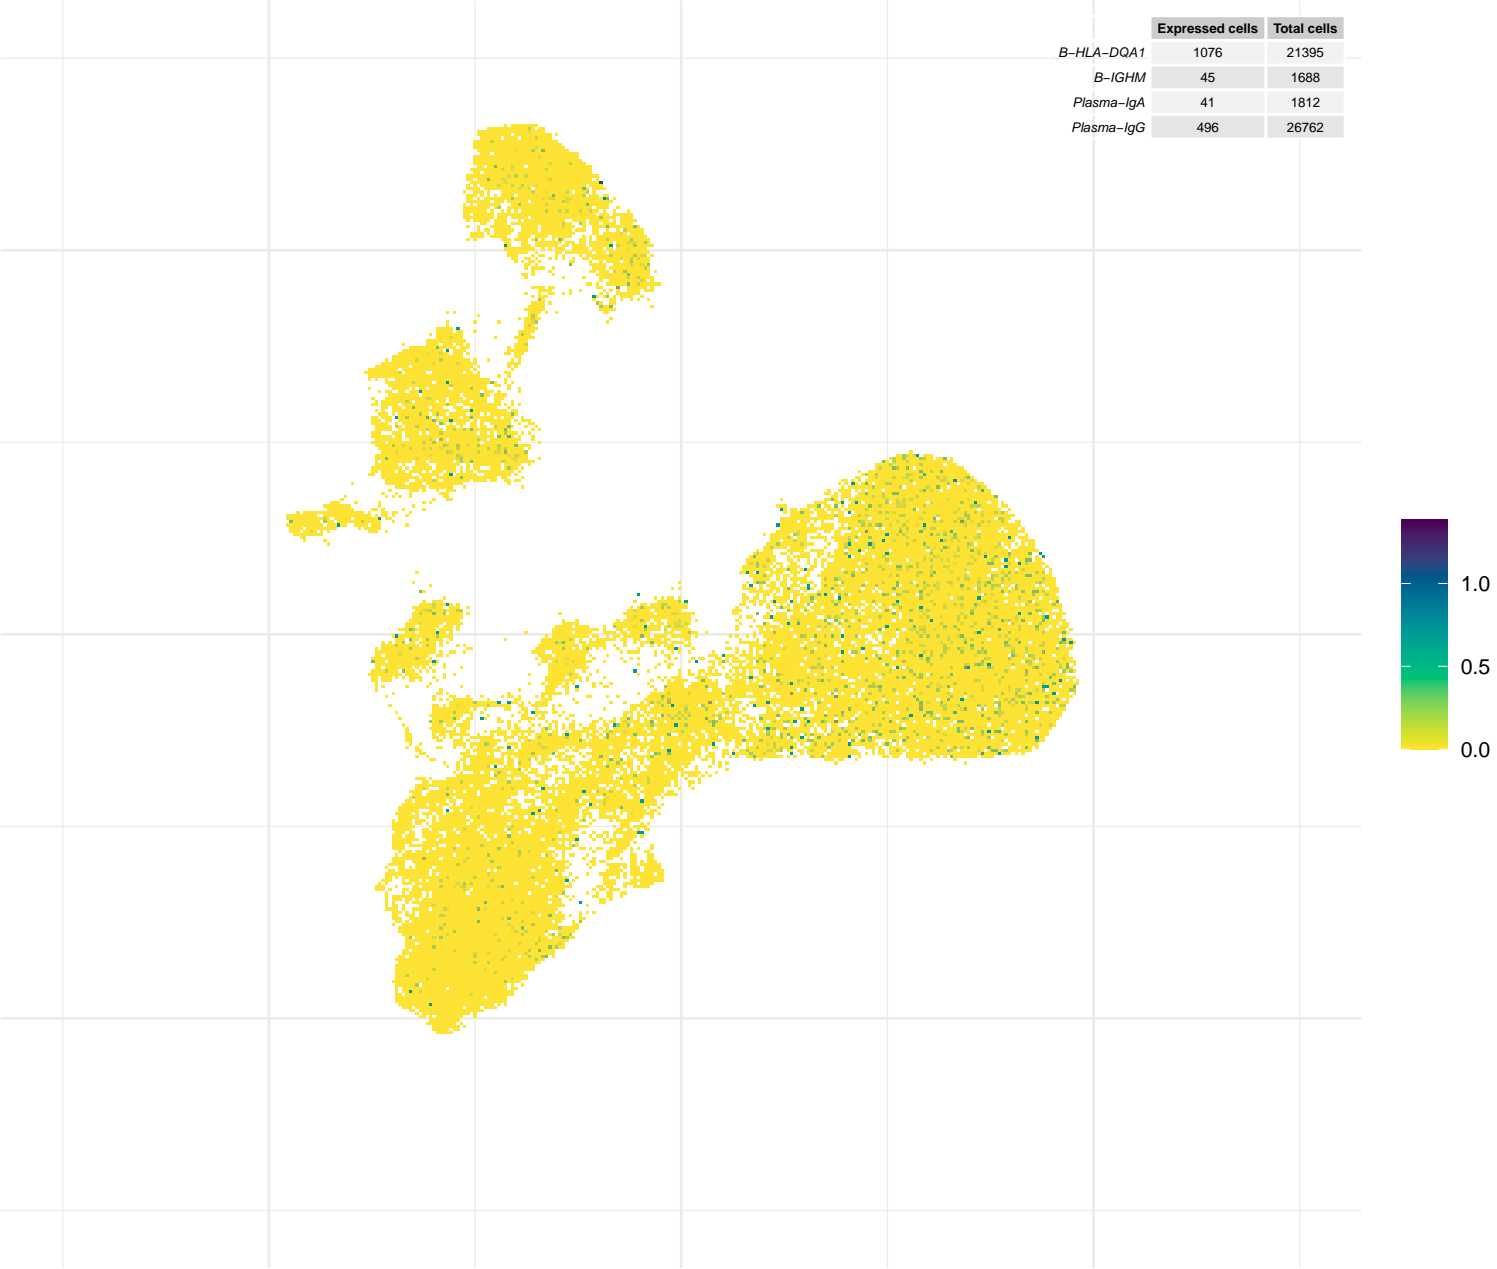 Expressed cells Total cells
B−HLA−DQA1 1076 21395
B−IGHM 45 1688
Plasma−IgA 41 1812
Plasma−IgG 496 26762
1.0
0.5
0.0